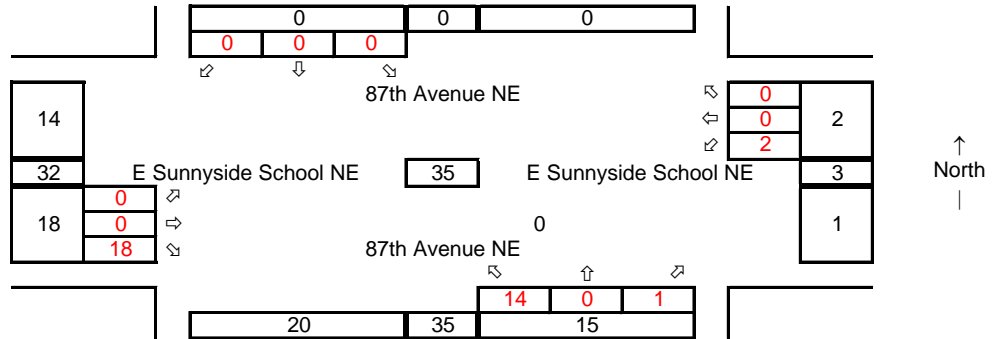 0 0 0
0 0 0
87th Avenue NE
0
14 0 2
2
32 E Sunnyside School NE 35 E Sunnyside School NE 3
↑
North
|
0
18 0 0 1
18
87th Avenue NE
14 0 1
20 35 15